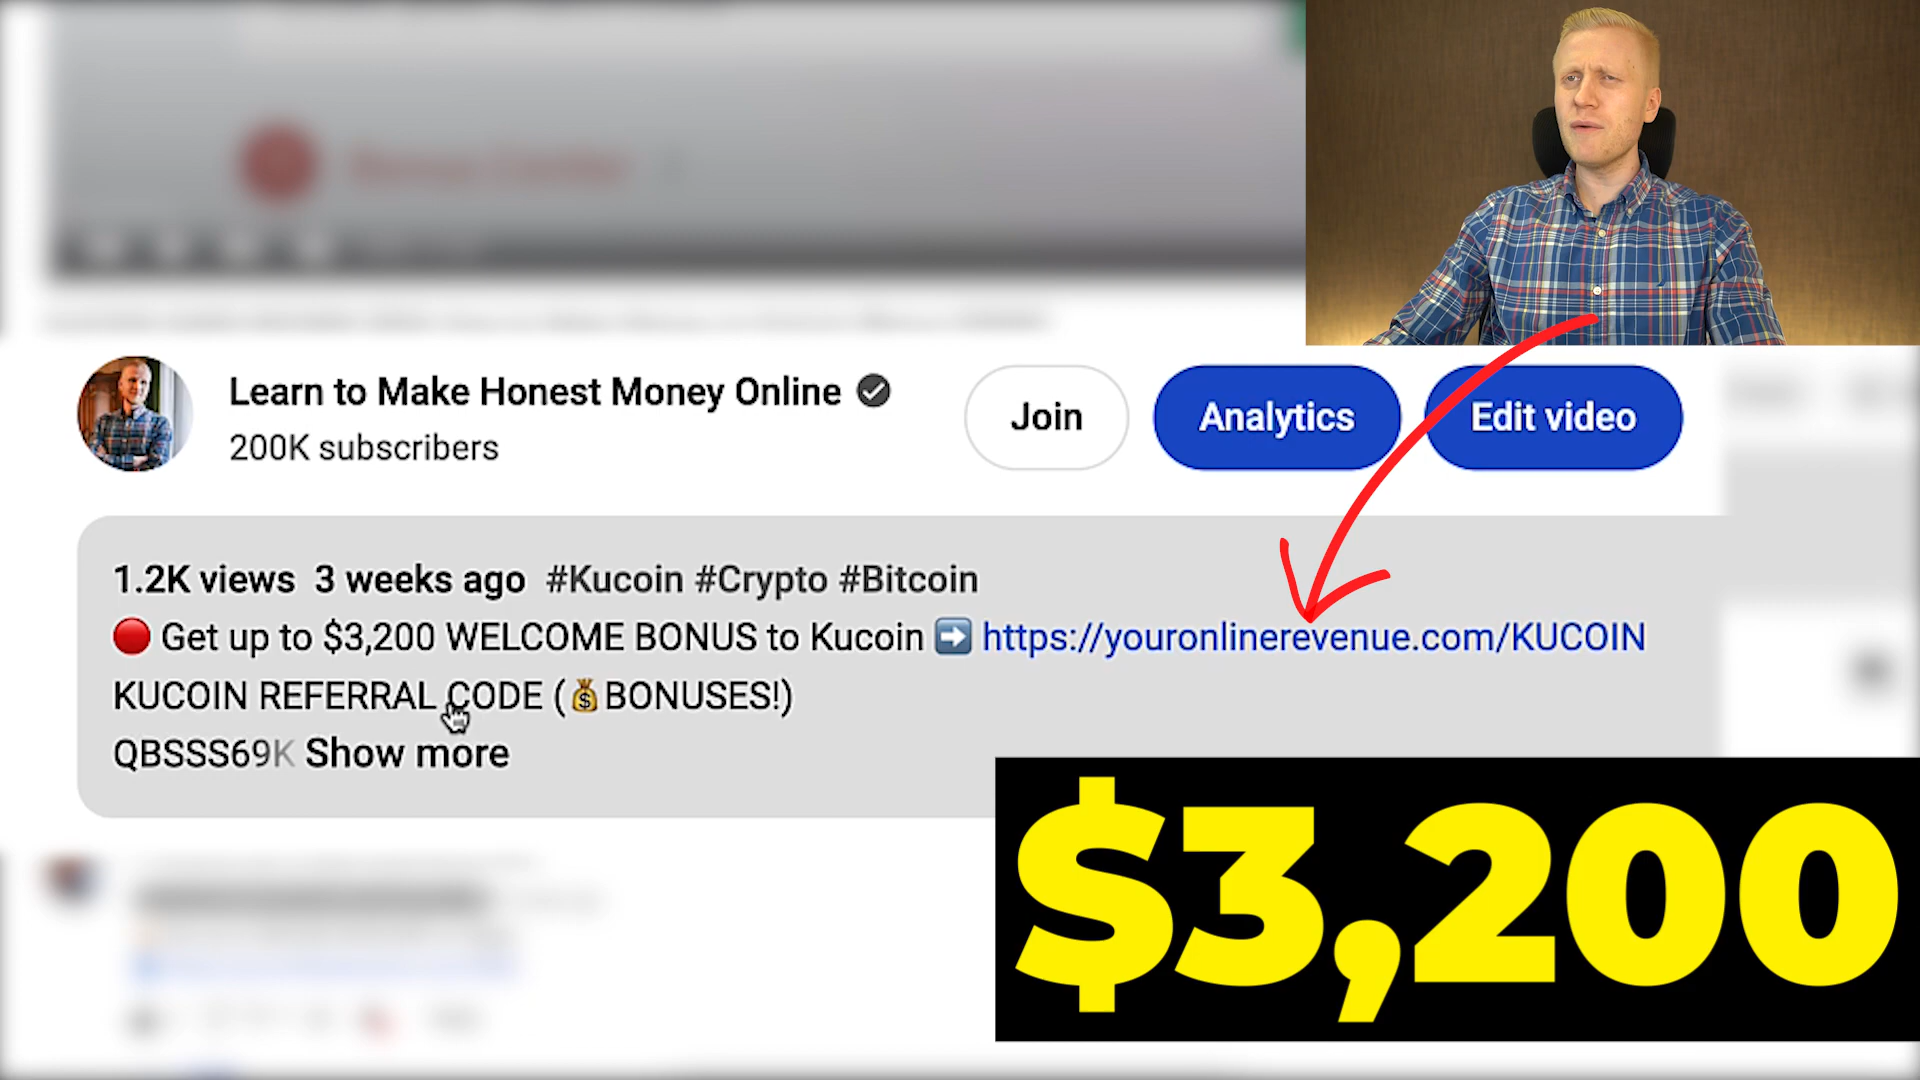 Learn to Make Honest Money Online
200K subscribers
Join
Analytics
Edit video
1.2K views 3 weeks ago #Kucoin #Crypto #Bitcoin
🔴 Get up to $3,200 WELCOME BONUS to Kucoin ➡️ https://youronlinerevenue.com/KUCOIN
KUCOIN REFERRAL CODE (💰BONUSES!)
QBSSS69K Show more
$3,200